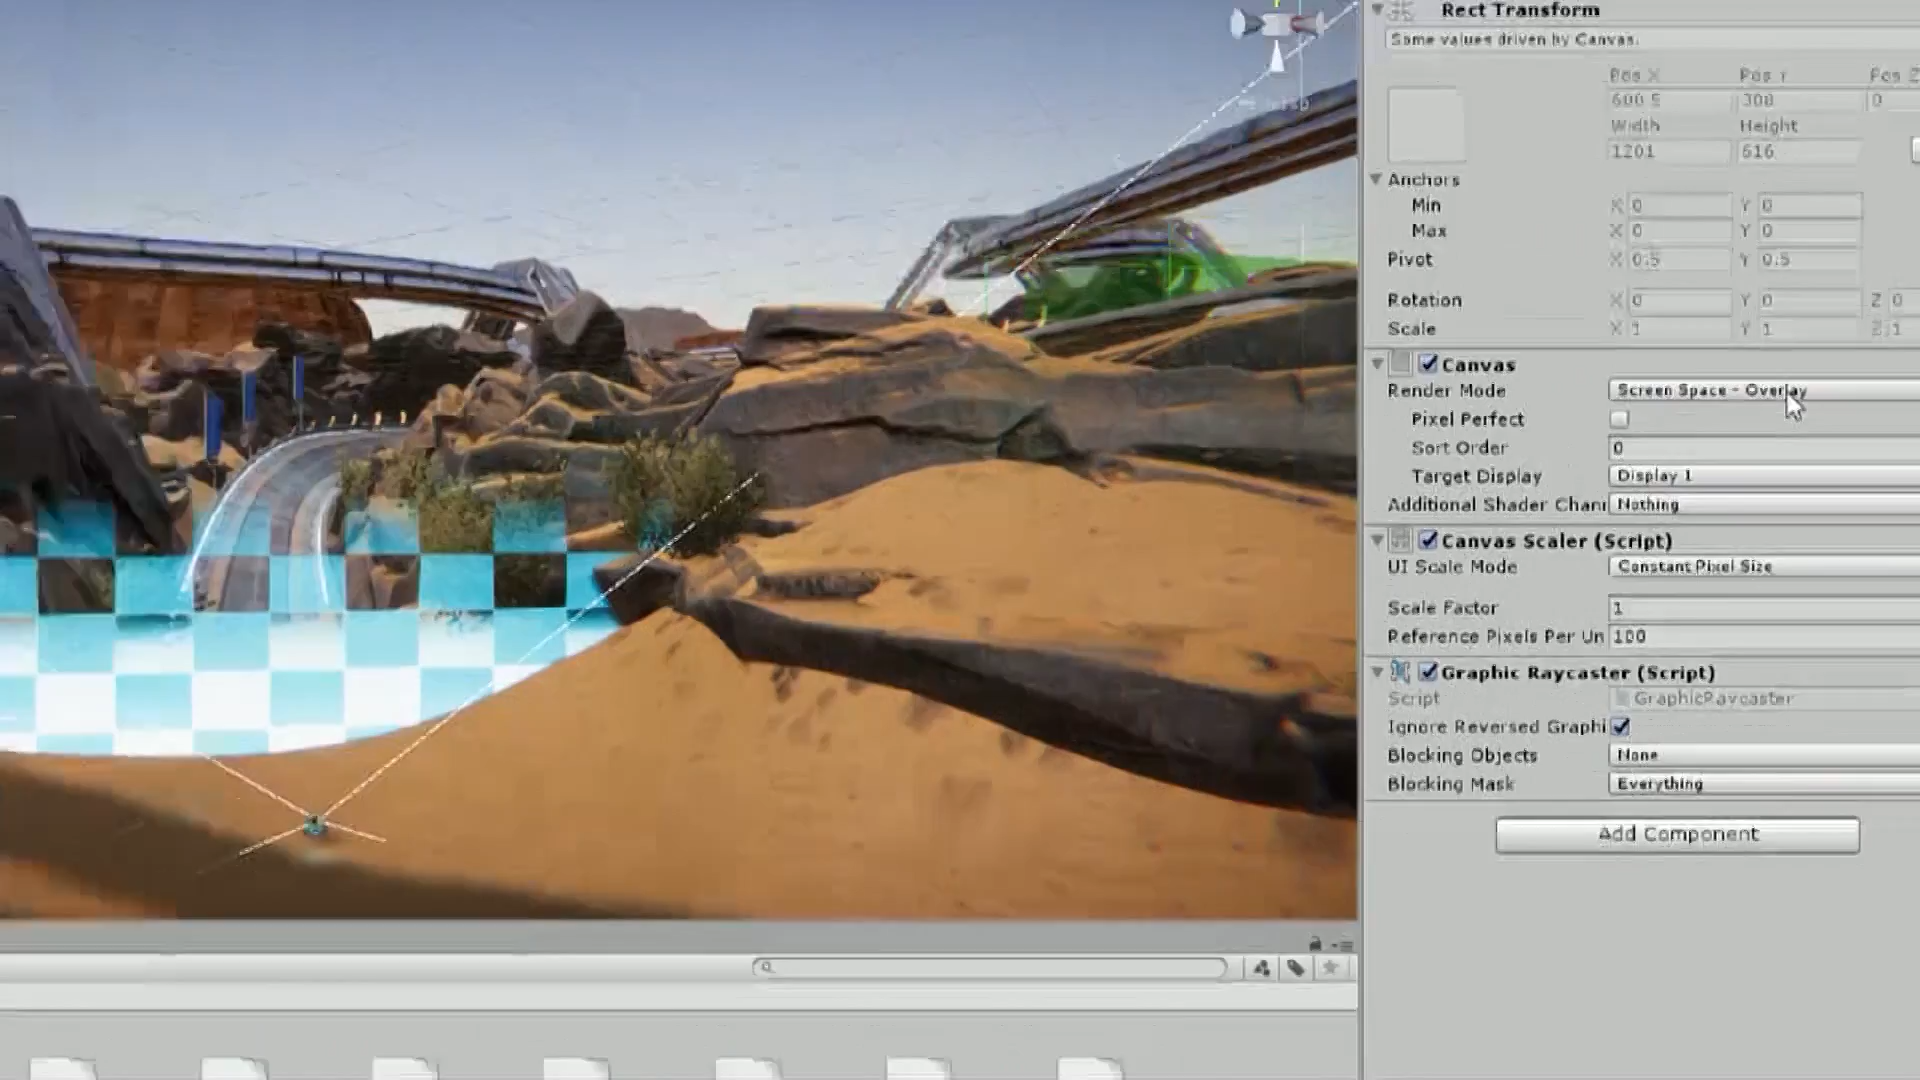 Rect Transform
Some values driven by Canvas.
Pos X Pos Y Pos Z
600.5 308 0
Width Height
1201 616
Anchors
Min X 0 Y 0
Max X 0 Y 0
Pivot X 0.5 Y 0.5
Rotation X 0 Y 0 Z 0
Scale X 1 Y 1 Z 1
Canvas
Render Mode Screen Space - Overlay
Pixel Perfect
Sort Order 0
Target Display Display 1
Additional Shader Chann Nothing
Canvas Scaler (Script)
UI Scale Mode Constant Pixel Size
Scale Factor 1
Reference Pixels Per Un 100
Graphic Raycaster (Script)
Script GraphicRaycaster
Ignore Reversed Graphi
Blocking Objects None
Blocking Mask Everything
Add Component